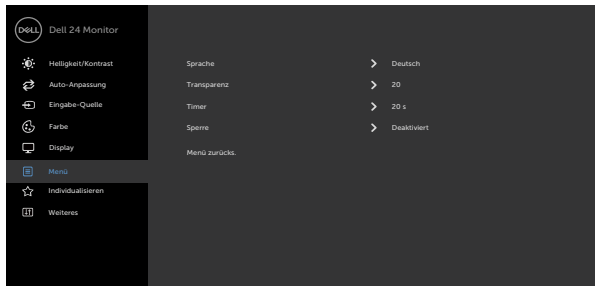 DELL Dell 24 Monitor
Helligkeit/Kontrast
Auto-Anpassung
Eingabe-Quelle
Farbe
Display
Menü
Individualisieren
Weiteres
Sprache Deutsch
Transparenz 20
Timer 20 s
Sperre Deaktiviert
Menü zurücks.